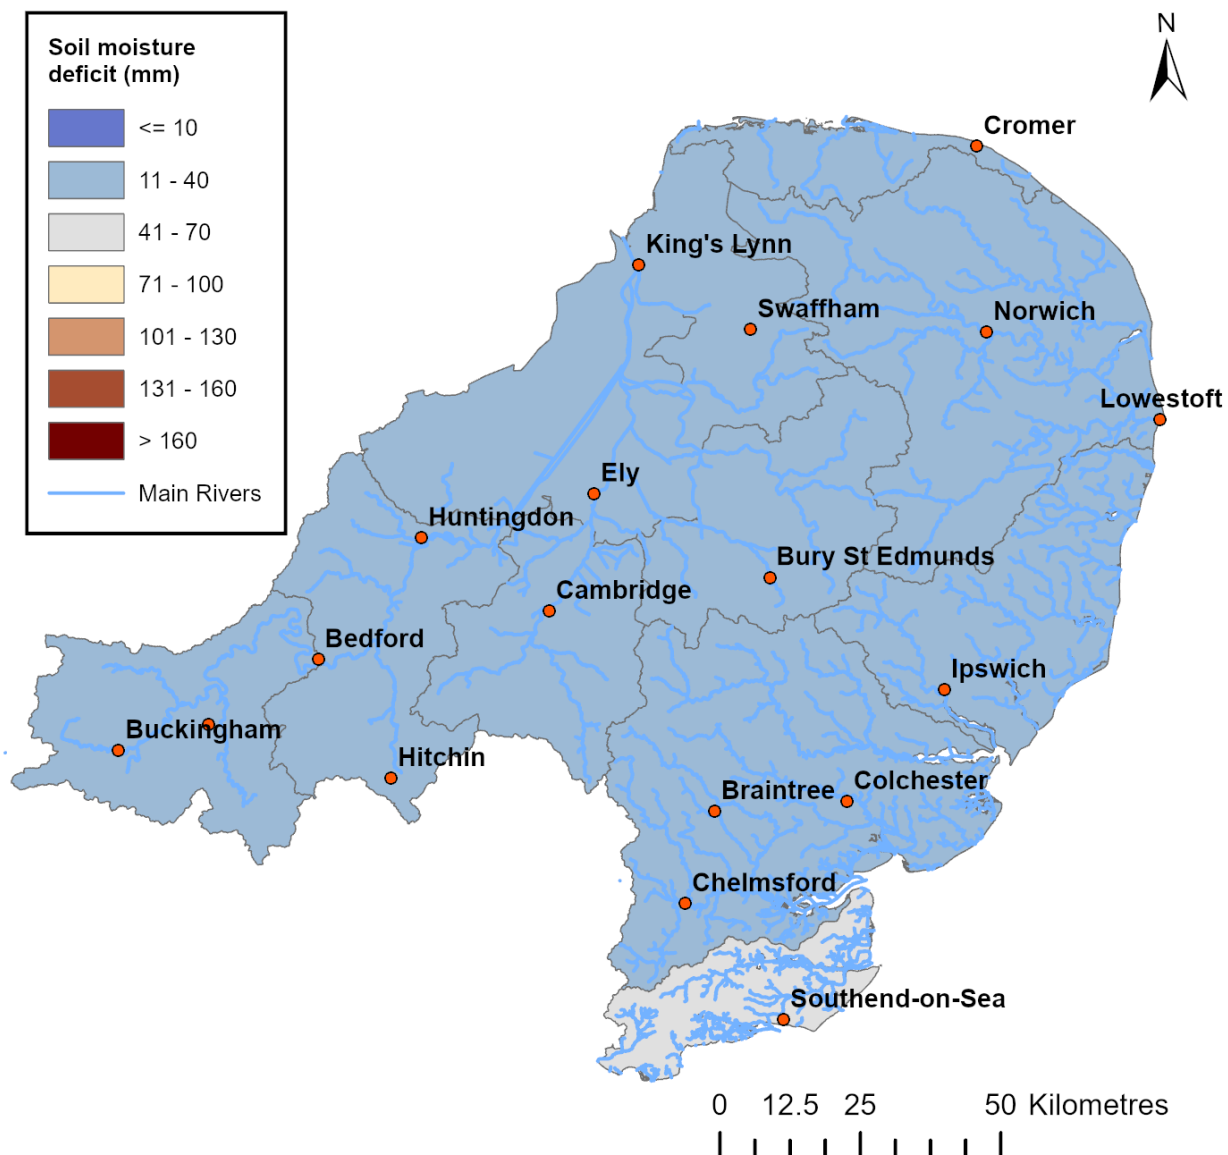 Soil moisture
deficit (mm)
<= 10
11 - 40
41 - 70
71 - 100
101 - 130
131 - 160
> 160
Main Rivers
N
Cromer
King's Lynn
Swaffham
Norwich
Lowestoft
Ely
Huntingdon
Bury St Edmunds
Cambridge
Bedford
Ipswich
Buckingham
Hitchin
Colchester
Braintree
Chelmsford
Southend-on-Sea
0 12.5 25 50 Kilometres